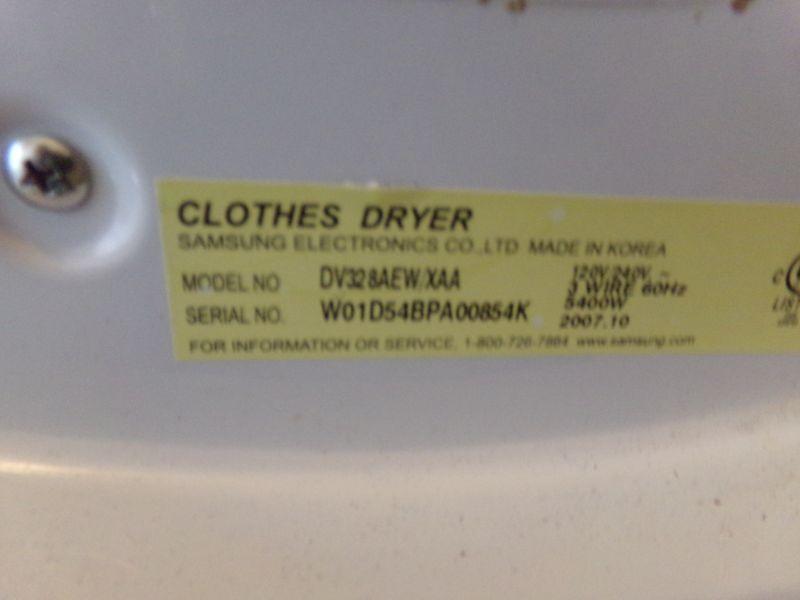 CLOTHES DRYER
SAMSUNG ELECTRONICS CO.,LTD MADE IN KOREA
MODEL NO DV328AEW/XAA
120V/240V ~
3 WIRE 60Hz
5400W
SERIAL NO. W01D54BPA00854K
2007.10
FOR INFORMATION OR SERVICE, 1-800-726-7864 www.samsung.com